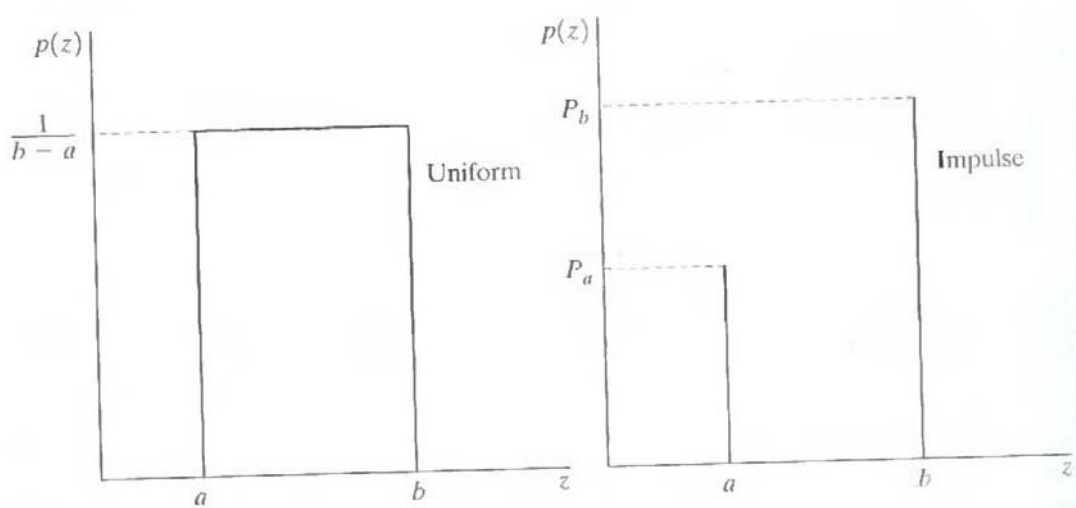 p(z)
1
b − a
Uniform
a
b
z
p(z)
P_b
Impulse
P_a
a
b
z